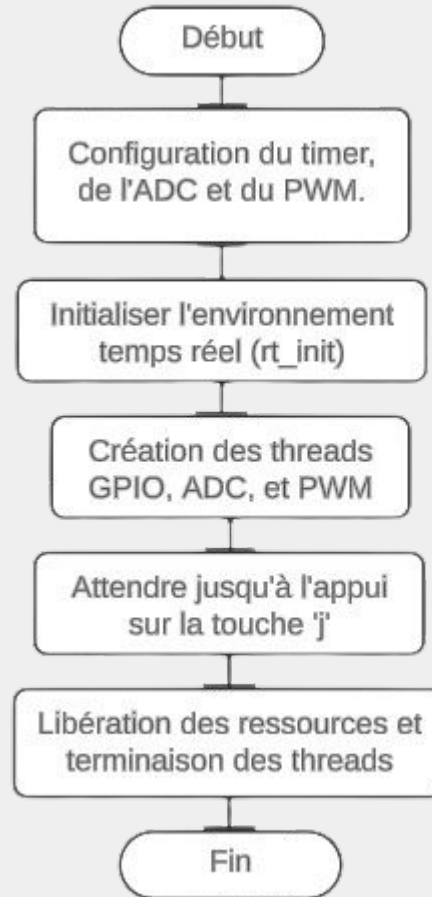 Début
Configuration du timer,
de l'ADC et du PWM.
Initialiser l'environnement
temps réel (rt_init)
Création des threads
GPIO, ADC, et PWM
Attendre jusqu'à l'appui
sur la touche 'j'
Libération des ressources et
terminaison des threads
Fin